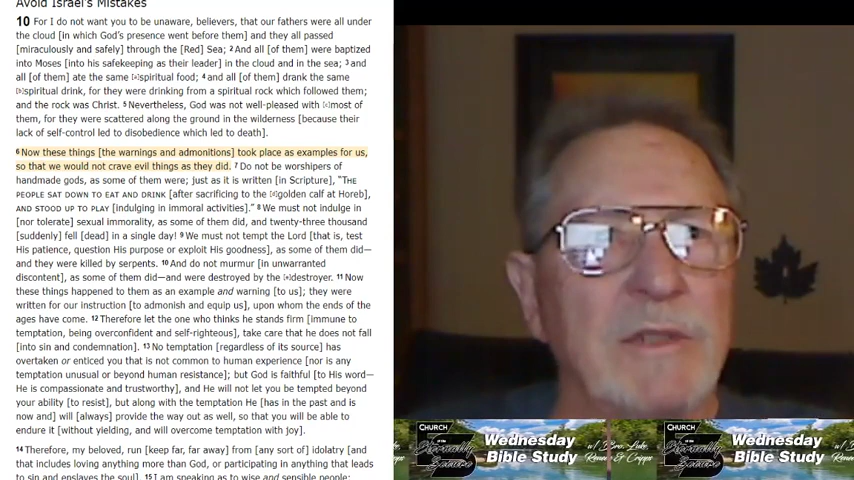 Avoid Israel's Mistakes
10 For I do not want you to be unaware, believers, that our fathers were all under
the cloud [in which God's presence went before them] and they all passed
[miraculously and safely] through the [Red] Sea; 2 And all [of them] were baptized
into Moses [into his safekeeping as their leader] in the cloud and in the sea; 3 and
all [of them] ate the same [a]spiritual food; 4 and all [of them] drank the same
[b]spiritual drink, for they were drinking from a spiritual rock which followed them;
and the rock was Christ. 5 Nevertheless, God was not well-pleased with [c]most of
them, for they were scattered along the ground in the wilderness [because their
lack of self-control led to disobedience which led to death].
6 Now these things [the warnings and admonitions] took place as examples for us,
so that we would not crave evil things as they did. 7 Do not be worshipers of
handmade gods, as some of them were; just as it is written [in Scripture], "THE
PEOPLE SAT DOWN TO EAT AND DRINK [after sacrificing to the [d]golden calf at Horeb],
AND STOOD UP TO PLAY [indulging in immoral activities]." 8 We must not indulge in
[nor tolerate] sexual immorality, as some of them did, and twenty-three thousand
[suddenly] fell [dead] in a single day! 9 We must not tempt the Lord [that is, test
His patience, question His purpose or exploit His goodness], as some of them did—
and they were killed by serpents. 10 And do not murmur [in unwarranted
discontent], as some of them did—and were destroyed by the [e]destroyer. 11 Now
these things happened to them as an example and warning [to us]; they were
written for our instruction [to admonish and equip us], upon whom the ends of the
ages have come. 12 Therefore let the one who thinks he stands firm [immune to
temptation, being overconfident and self-righteous], take care that he does not fall
[into sin and condemnation]. 13 No temptation [regardless of its source] has
overtaken or enticed you that is not common to human experience [nor is any
temptation unusual or beyond human resistance]; but God is faithful [to His word—
He is compassionate and trustworthy], and He will not let you be tempted beyond
your ability [to resist], but along with the temptation He [has in the past and is
now and] will [always] provide the way out as well, so that you will be able to
endure it [without yielding, and will overcome temptation with joy].
14 Therefore, my beloved, run [keep far, far away] from [any sort of] idolatry [and
that includes loving anything more than God, or participating in anything that leads
to sin and enslaves the soul]. 15 I am speaking as to wise and sensible people;
CHURCH
Eternally
Secure
Wednesday
Bible Study
w/ Bro. Luke,
& Cripps
CHURCH
Eternally
Secure
Wednesday
Bible Study